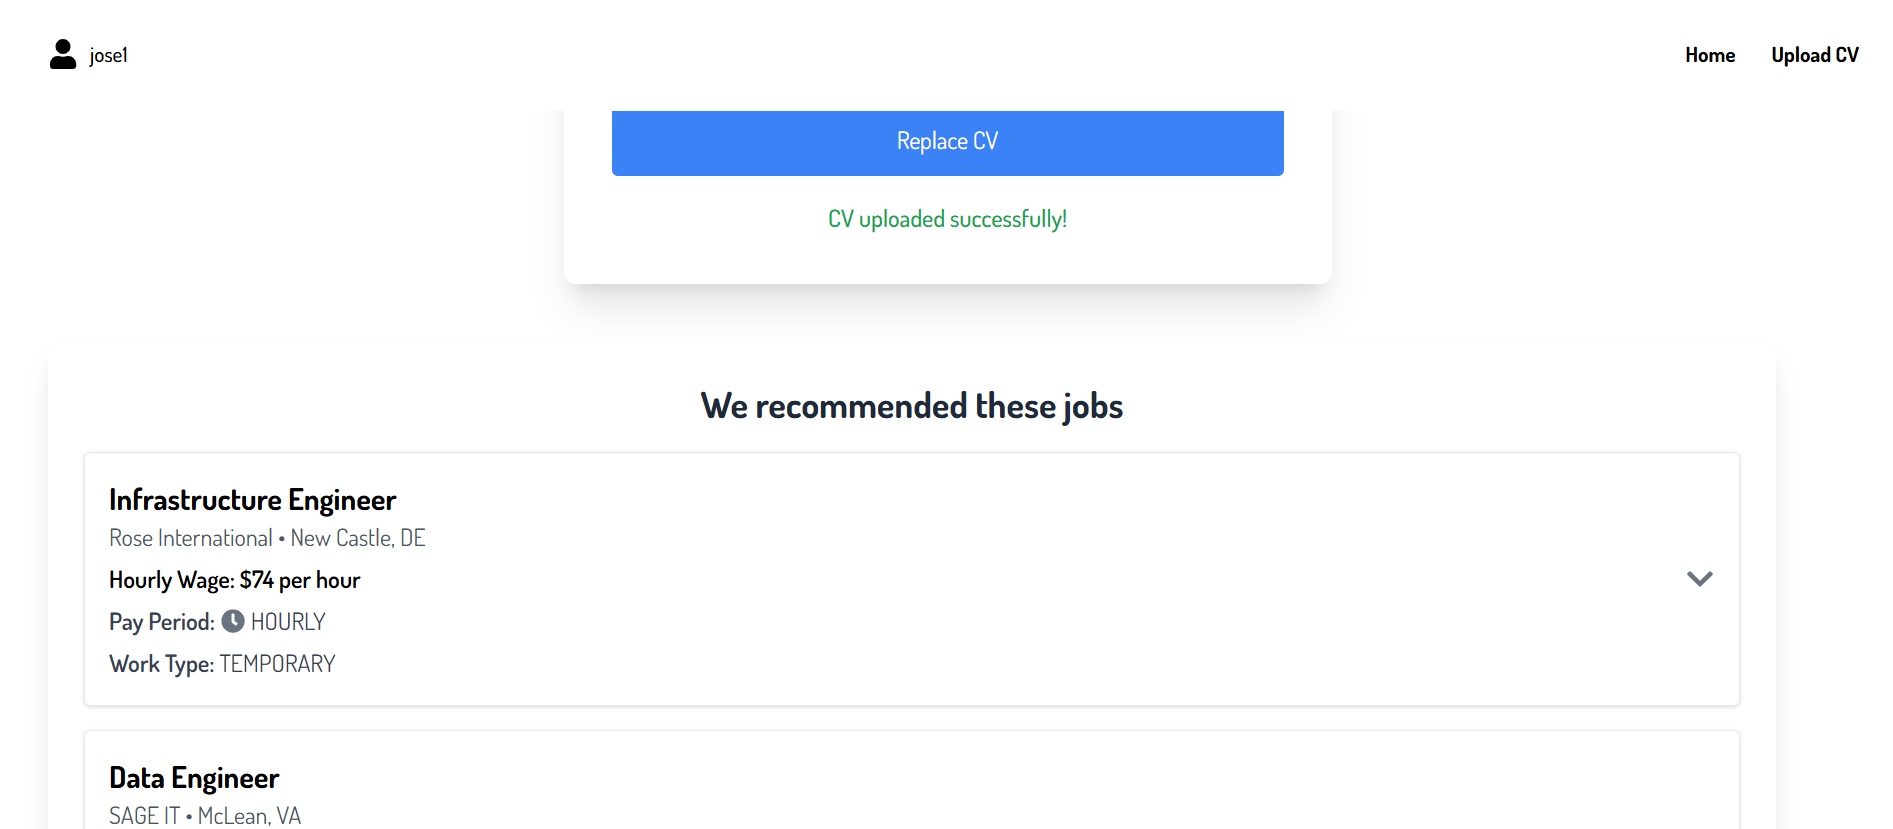 jose1
Home
Upload CV
Replace CV
CV uploaded successfully!
We recommended these jobs
Infrastructure Engineer
Rose International • New Castle, DE
Hourly Wage: $74 per hour
Pay Period: HOURLY
Work Type: TEMPORARY
Data Engineer
SAGE IT • McLean, VA